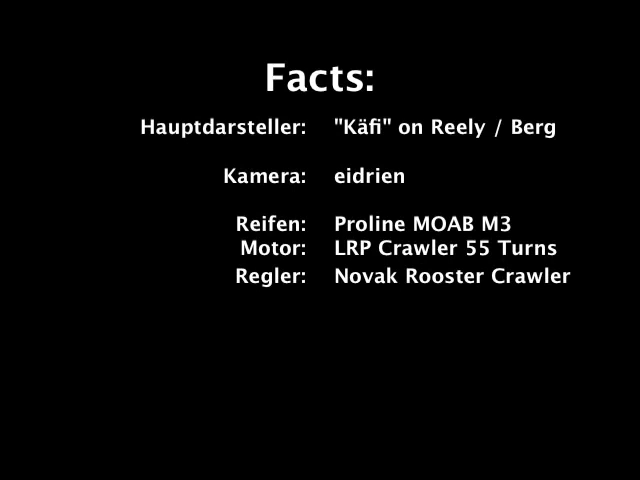 Facts:
Hauptdarsteller: "Käfi" on Reely / Berg
Kamera: eidrien
Reifen: Proline MOAB M3
Motor: LRP Crawler 55 Turns
Regler: Novak Rooster Crawler